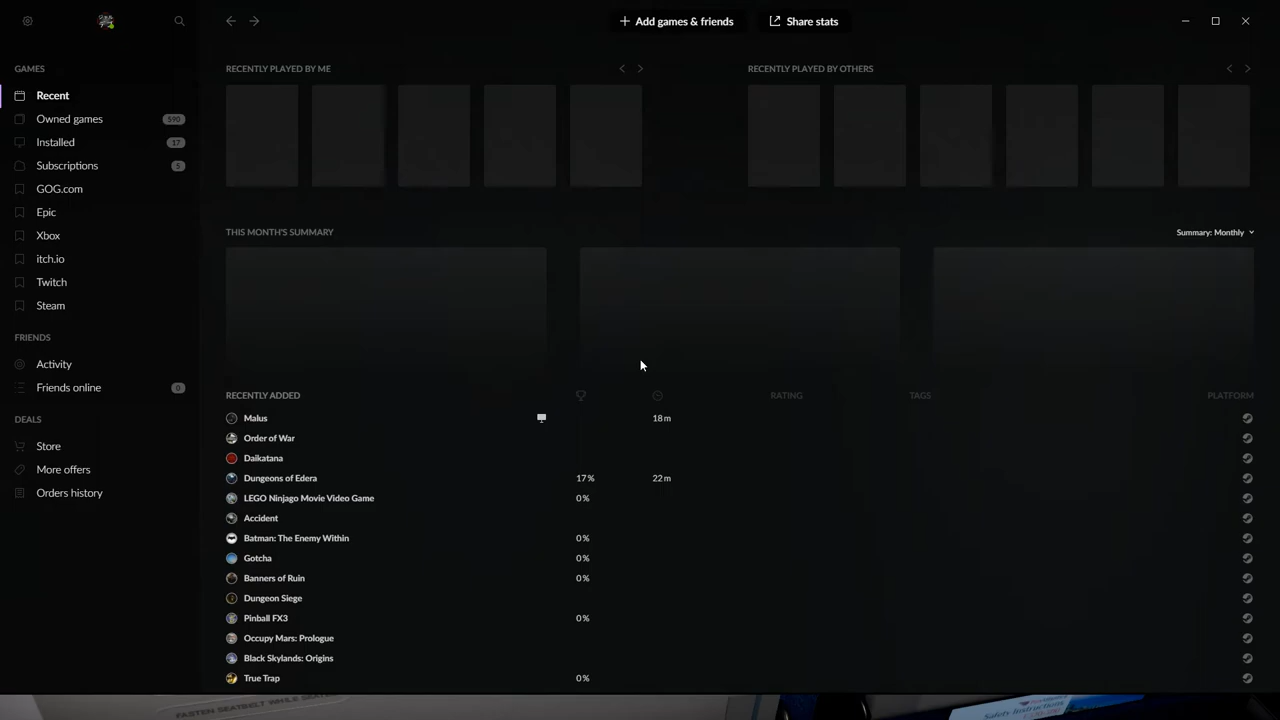 Add games & friends
Share stats
GAMES
Recent
Owned games 590
Installed 17
Subscriptions 5
GOG.com
Epic
Xbox
itch.io
Twitch
Steam
FRIENDS
Activity
Friends online 0
DEALS
Store
More offers
Orders history
RECENTLY PLAYED BY ME
RECENTLY PLAYED BY OTHERS
THIS MONTH'S SUMMARY
Summary: Monthly
RECENTLY ADDED RATING TAGS PLATFORM
Malus 18 m
Order of War
Daikatana
Dungeons of Edera 17 % 22 m
LEGO Ninjago Movie Video Game 0 %
Accident
Batman: The Enemy Within 0 %
Gotcha 0 %
Banners of Ruin 0 %
Dungeon Siege
Pinball FX3 0 %
Occupy Mars: Prologue
Black Skylands: Origins
True Trap 0 %
FASTEN SEATBELT WHILE SEATED
Safety Instructions